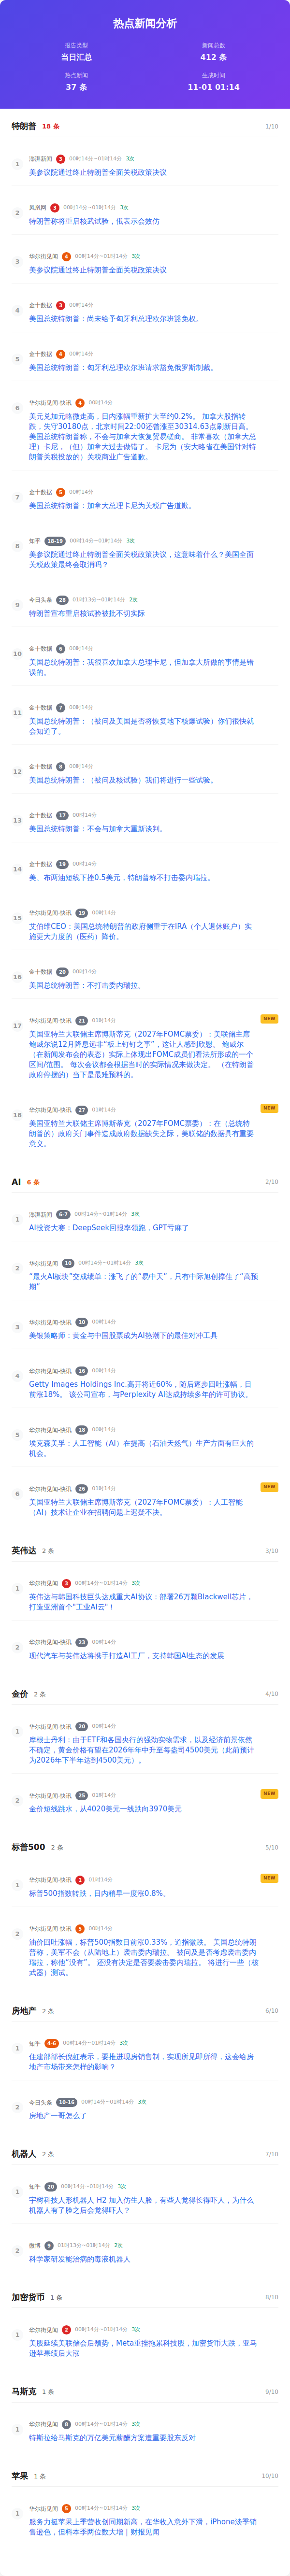 热点新闻分析
报告类型
新闻总数
当日汇总
412 条
热点新闻
生成时间
37 条
11-01 01:14
特朗普 18 条 1/10
1
澎湃新闻 3 00时14分~01时14分 3次
美参议院通过终止特朗普全面关税政策决议
2
凤凰网 3 00时14分~01时14分 3次
特朗普称将重启核武试验，俄表示会效仿
3
华尔街见闻 4 00时14分~01时14分 3次
美参议院通过终止特朗普全面关税政策决议
4
金十数据 3 00时14分
美国总统特朗普：尚未给予匈牙利总理欧尔班豁免权。
5
金十数据 4 00时14分
美国总统特朗普：匈牙利总理欧尔班请求豁免俄罗斯制裁。
6
华尔街见闻-快讯 4 00时14分
美元兑加元略微走高，日内涨幅重新扩大至约0.2%。 加拿大股指转
跌，失守30180点，北京时间22:00还曾涨至30314.63点刷新日高。
美国总统特朗普称，不会与加拿大恢复贸易磋商。 非常喜欢（加拿大总
理）卡尼，（但）加拿大过去做错了。 卡尼为（安大略省在美国针对特
朗普关税投放的）关税商业广告道歉。
7
金十数据 5 00时14分
美国总统特朗普：加拿大总理卡尼为关税广告道歉。
8
知乎 18-19 00时14分~01时14分 3次
美参议院通过终止特朗普全面关税政策决议，这意味着什么？美国全面
关税政策最终会取消吗？
9
今日头条 28 01时13分~01时14分 2次
特朗普宣布重启核试验被批不切实际
10
金十数据 6 00时14分
美国总统特朗普：我很喜欢加拿大总理卡尼，但加拿大所做的事情是错
误的。
11
金十数据 7 00时14分
美国总统特朗普：（被问及美国是否将恢复地下核爆试验）你们很快就
会知道了。
12
金十数据 8 00时14分
美国总统特朗普：（被问及核试验）我们将进行一些试验。
13
金十数据 17 00时14分
美国总统特朗普：不会与加拿大重新谈判。
14
金十数据 19 00时14分
美、布两油短线下挫0.5美元，特朗普称不打击委内瑞拉。
15
华尔街见闻-快讯 19 00时14分
艾伯维CEO：美国总统特朗普的政府侧重于在IRA（个人退休账户）实
施更大力度的（医药）降价。
16
金十数据 20 00时14分
美国总统特朗普：不打击委内瑞拉。
17
华尔街见闻-快讯 21 01时14分 NEW
美国亚特兰大联储主席博斯蒂克（2027年FOMC票委）：美联储主席
鲍威尔说12月降息远非“板上钉钉之事”，这让人感到欣慰。 鲍威尔
（在新闻发布会的表态）实际上体现出FOMC成员们看法所形成的一个
区间/范围。 每次会议都会根据当时的实际情况来做决定。 （在特朗普
政府停摆的）当下是最难预料的。
18
华尔街见闻-快讯 27 01时14分 NEW
美国亚特兰大联储主席博斯蒂克（2027年FOMC票委）：在（总统特
朗普的）政府关门事件造成政府数据缺失之际，美联储的数据具有重要
意义。
AI 6 条 2/10
1
澎湃新闻 6-7 00时14分~01时14分 3次
AI投资大赛：DeepSeek回报率领跑，GPT亏麻了
2
华尔街见闻 10 00时14分~01时14分 3次
“最火AI板块”交成绩单：涨飞了的“易中天”，只有中际旭创撑住了“高预
期”
3
华尔街见闻-快讯 10 00时14分
美银策略师：黄金与中国股票成为AI热潮下的最佳对冲工具
4
华尔街见闻-快讯 16 00时14分
Getty Images Holdings Inc.高开将近60%，随后逐步回吐涨幅，目
前涨18%。 该公司宣布，与Perplexity AI达成持续多年的许可协议。
5
华尔街见闻-快讯 18 00时14分
埃克森美孚：人工智能（AI）在提高（石油天然气）生产方面有巨大的
机会。
6
华尔街见闻-快讯 26 01时14分 NEW
美国亚特兰大联储主席博斯蒂克（2027年FOMC票委）：人工智能
（AI）技术让企业在招聘问题上迟疑不决。
英伟达 2 条 3/10
1
华尔街见闻 3 00时14分~01时14分 3次
英伟达与韩国科技巨头达成重大AI协议：部署26万颗Blackwell芯片，
打造亚洲首个"工业AI云"！
2
华尔街见闻-快讯 23 00时14分
现代汽车与英伟达将携手打造AI工厂，支持韩国AI生态的发展
金价 2 条 4/10
1
华尔街见闻-快讯 20 00时14分
摩根士丹利：由于ETF和各国央行的强劲实物需求，以及经济前景依然
不确定，黄金价格有望在2026年年中升至每盎司4500美元（此前预计
为2026年下半年达到4500美元）。
2
华尔街见闻-快讯 25 01时14分 NEW
金价短线跳水，从4020美元一线跌向3970美元
标普500 2 条 5/10
1
华尔街见闻-快讯 1 01时14分 NEW
标普500指数转跌，日内稍早一度涨0.8%。
2
华尔街见闻-快讯 5 00时14分
油价回吐涨幅，标普500指数目前涨0.33%，道指微跌。 美国总统特朗
普称，美军不会（从陆地上）袭击委内瑞拉。 被问及是否考虑袭击委内
瑞拉，称他“没有”。 还没有决定是否要袭击委内瑞拉。 将进行一些（核
武器）测试。
房地产 2 条 6/10
1
知乎 4-6 00时14分~01时14分 3次
住建部部长倪虹表示，要推进现房销售制，实现所见即所得，这会给房
地产市场带来怎样的影响？
2
今日头条 10-16 00时14分~01时14分 3次
房地产一哥怎么了
机器人 2 条 7/10
1
知乎 20 00时14分~01时14分 3次
宇树科技人形机器人 H2 加入仿生人脸，有些人觉得长得吓人，为什么
机器人有了脸之后会觉得吓人？
2
微博 9 01时13分~01时14分 2次
科学家研发能治病的毒液机器人
加密货币 1 条 8/10
1
华尔街见闻 2 00时14分~01时14分 3次
美股延续美联储会后颓势，Meta重挫拖累科技股，加密货币大跌，亚马
逊苹果绩后大涨
马斯克 1 条 9/10
1
华尔街见闻 8 00时14分~01时14分 3次
特斯拉给马斯克的万亿美元薪酬方案遭重要股东反对
苹果 1 条 10/10
1
华尔街见闻 5 00时14分~01时14分 3次
服务力挺苹果上季营收创同期新高，在华收入意外下滑，iPhone淡季销
售逊色，但料本季两位数大增 | 财报见闻